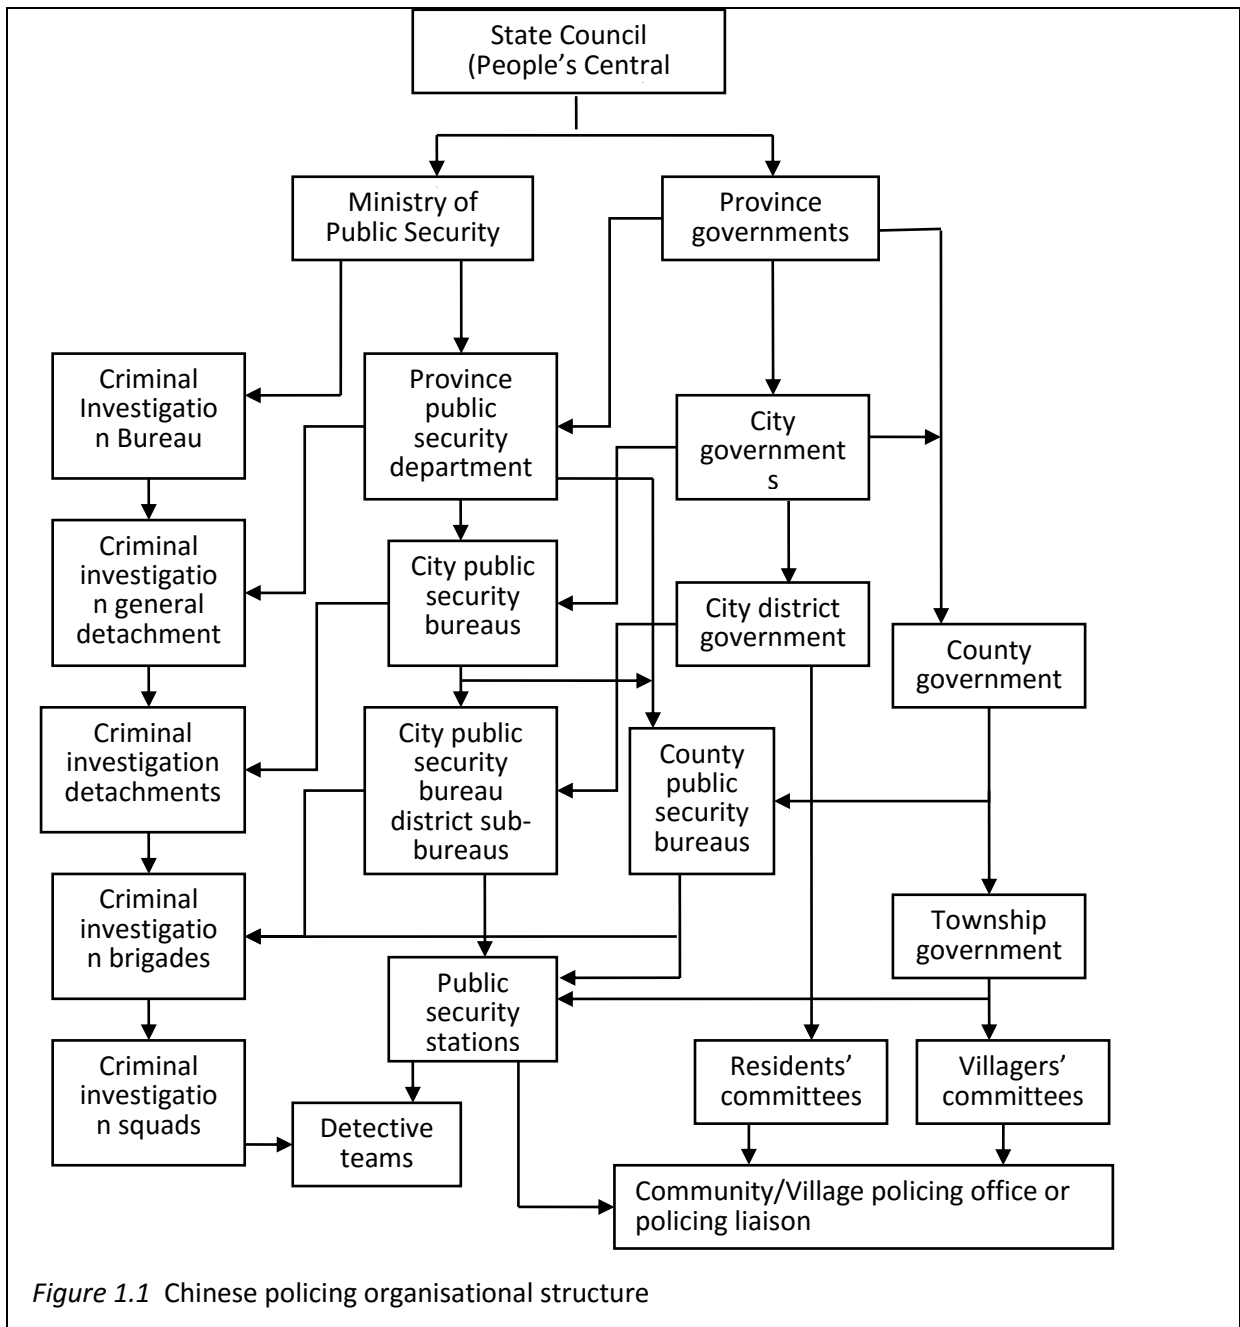 State Council
(People’s Central
Ministry of
Public Security
Province
governments
Criminal
Investigatio
n Bureau
Province
public
security
department
City
government
s
Criminal
investigatio
n general
detachment
City public
security
bureaus
City district
government
County
government
Criminal
investigation
detachments
City public
security
bureau
district sub-
bureaus
County
public
security
bureaus
Criminal
investigatio
n brigades
Township
government
Public
security
stations
Criminal
investigatio
n squads
Residents’
committees
Villagers’
committees
Detective
teams
Community/Village policing office or
policing liaison
Figure 1.1 Chinese policing organisational structure